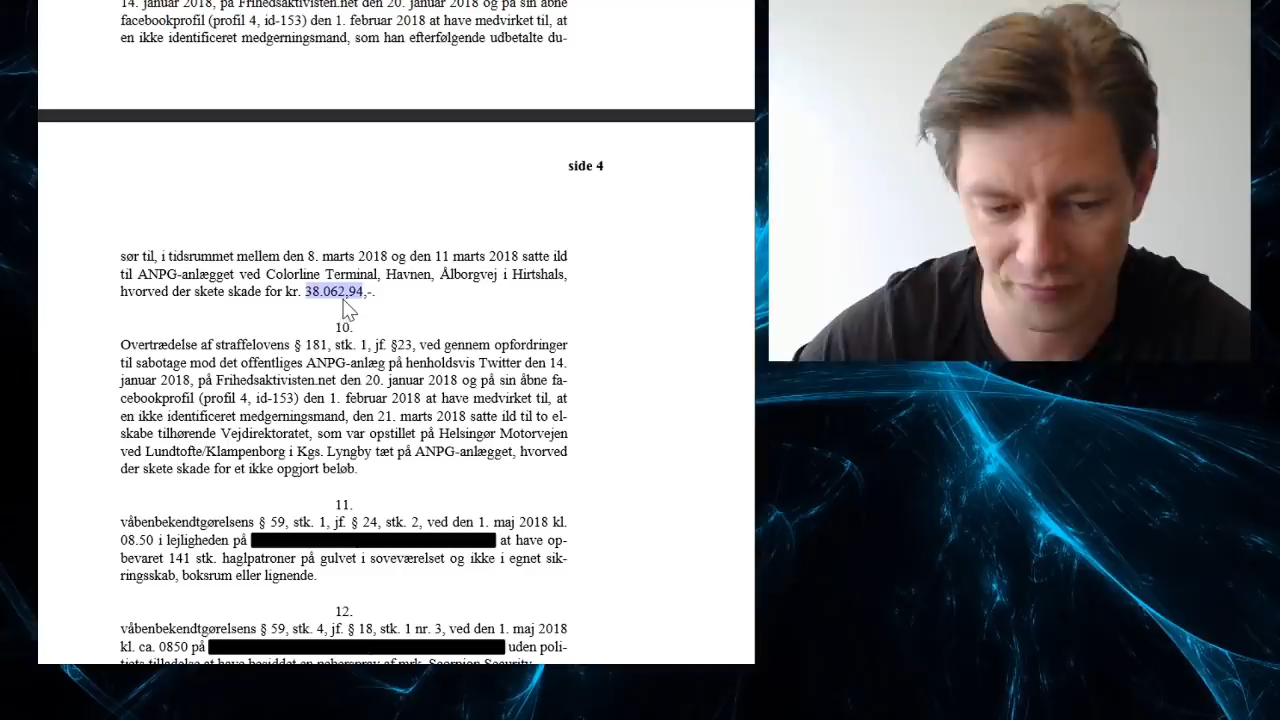 14. januar 2018, på Frihedsaktivisten.net den 20. januar 2018 og på sin åbne
facebookprofil (profil 4, id-153) den 1. februar 2018 at have medvirket til, at
en ikke identificeret medgerningsmand, som han efterfølgende udbetalte du-
side 4
sør til, i tidsrummet mellem den 8. marts 2018 og den 11 marts 2018 satte ild
til ANPG-anlægget ved Colorline Terminal, Havnen, Ålborgvej i Hirtshals,
hvorved der skete skade for kr. 38.062,94,-.
10.
Overtrædelse af straffelovens § 181, stk. 1, jf. §23, ved gennem opfordringer
til sabotage mod det offentliges ANPG-anlæg på henholdsvis Twitter den 14.
januar 2018, på Frihedsaktivisten.net den 20. januar 2018 og på sin åbne fa-
cebookprofil (profil 4, id-153) den 1. februar 2018 at have medvirket til, at
en ikke identificeret medgerningsmand, den 21. marts 2018 satte ild til to el-
skabe tilhørende Vejdirektoratet, som var opstillet på Helsingør Motorvejen
ved Lundtofte/Klampenborg i Kgs. Lyngby tæt på ANPG-anlægget, hvorved
der skete skade for et ikke opgjort beløb.
11.
våbenbekendtgørelsens § 59, stk. 1, jf. § 24, stk. 2, ved den 1. maj 2018 kl.
08.50 i lejligheden på at have op-
bevaret 141 stk. haglpatroner på gulvet i soveværelset og ikke i egnet sik-
ringsskab, boksrum eller lignende.
12.
våbenbekendtgørelsens § 59, stk. 4, jf. § 18, stk. 1 nr. 3, ved den 1. maj 2018
kl. ca. 0850 på uden poli-
tiets tilladelse at have besiddet en peberspray af mrk. Scorpion Security